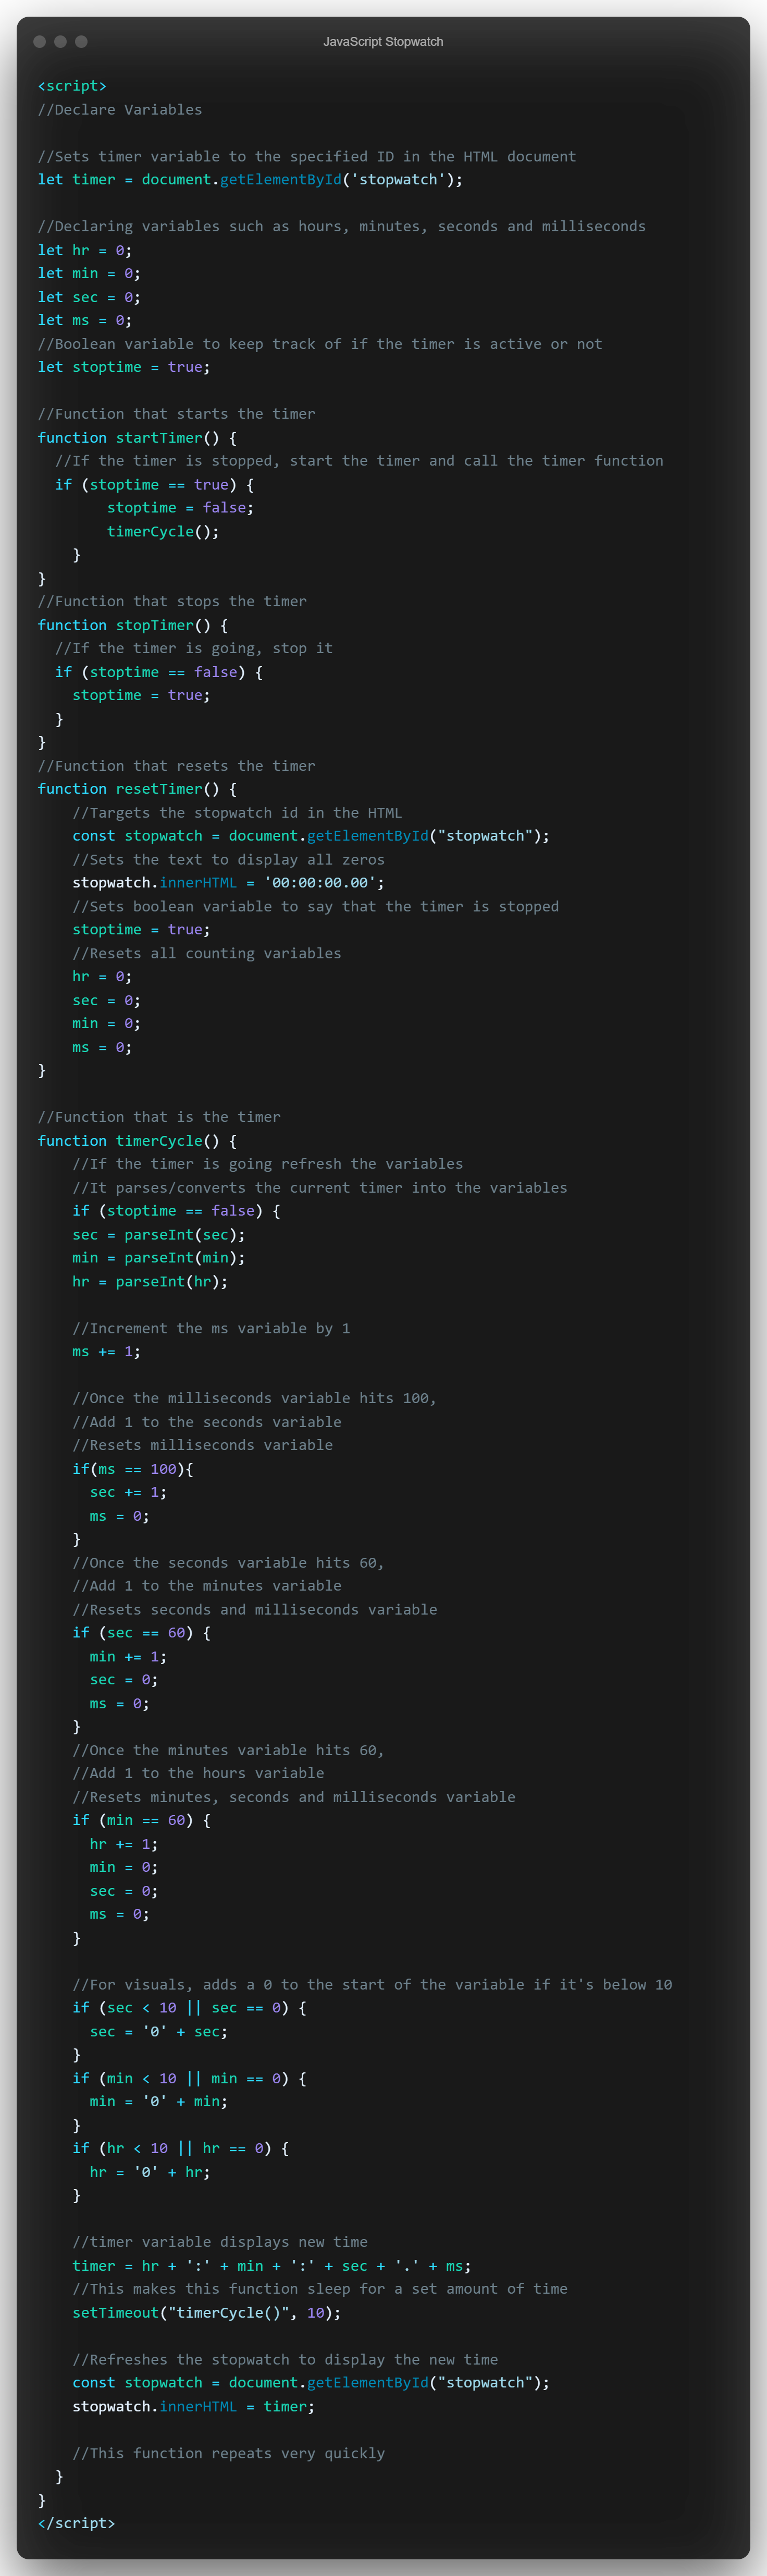 JavaScript Stopwatch
<script>
//Declare Variables

//Sets timer variable to the specified ID in the HTML document
let timer = document.getElementById('stopwatch');

//Declaring variables such as hours, minutes, seconds and milliseconds
let hr = 0;
let min = 0;
let sec = 0;
let ms = 0;
//Boolean variable to keep track of if the timer is active or not
let stoptime = true;

//Function that starts the timer
function startTimer() {
  //If the timer is stopped, start the timer and call the timer function
  if (stoptime == true) {
        stoptime = false;
        timerCycle();
    }
}
//Function that stops the timer
function stopTimer() {
  //If the timer is going, stop it
  if (stoptime == false) {
    stoptime = true;
  }
}
//Function that resets the timer
function resetTimer() {
    //Targets the stopwatch id in the HTML
    const stopwatch = document.getElementById("stopwatch");
    //Sets the text to display all zeros
    stopwatch.innerHTML = '00:00:00.00';
    //Sets boolean variable to say that the timer is stopped
    stoptime = true;
    //Resets all counting variables
    hr = 0;
    sec = 0;
    min = 0;
    ms = 0;
}

//Function that is the timer
function timerCycle() {
    //If the timer is going refresh the variables
    //It parses/converts the current timer into the variables
    if (stoptime == false) {
    sec = parseInt(sec);
    min = parseInt(min);
    hr = parseInt(hr);

    //Increment the ms variable by 1
    ms += 1;

    //Once the milliseconds variable hits 100,
    //Add 1 to the seconds variable
    //Resets milliseconds variable
    if(ms == 100){
      sec += 1;
      ms = 0;
    }
    //Once the seconds variable hits 60,
    //Add 1 to the minutes variable
    //Resets seconds and milliseconds variable
    if (sec == 60) {
      min += 1;
      sec = 0;
      ms = 0;
    }
    //Once the minutes variable hits 60,
    //Add 1 to the hours variable
    //Resets minutes, seconds and milliseconds variable
    if (min == 60) {
      hr += 1;
      min = 0;
      sec = 0;
      ms = 0;
    }

    //For visuals, adds a 0 to the start of the variable if it's below 10
    if (sec < 10 || sec == 0) {
      sec = '0' + sec;
    }
    if (min < 10 || min == 0) {
      min = '0' + min;
    }
    if (hr < 10 || hr == 0) {
      hr = '0' + hr;
    }

    //timer variable displays new time
    timer = hr + ':' + min + ':' + sec + '.' + ms;
    //This makes this function sleep for a set amount of time
    setTimeout("timerCycle()", 10);

    //Refreshes the stopwatch to display the new time
    const stopwatch = document.getElementById("stopwatch");
    stopwatch.innerHTML = timer;

    //This function repeats very quickly
  }
}
</script>